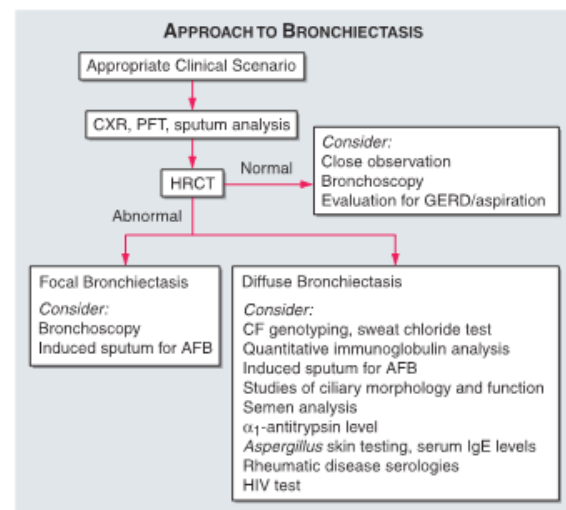 APPROACH TO BRONCHIECTASIS
Appropriate Clinical Scenario
CXR, PFT, sputum analysis
HRCT
Normal
Consider:
Close observation
Bronchoscopy
Evaluation for GERD/aspiration
Abnormal
Focal Bronchiectasis
Consider:
Bronchoscopy
Induced sputum for AFB
Diffuse Bronchiectasis
Consider:
CF genotyping, sweat chloride test
Quantitative immunoglobulin analysis
Induced sputum for AFB
Studies of ciliary morphology and function
Semen analysis
α1-antitrypsin level
Aspergillus skin testing, serum IgE levels
Rheumatic disease serologies
HIV test